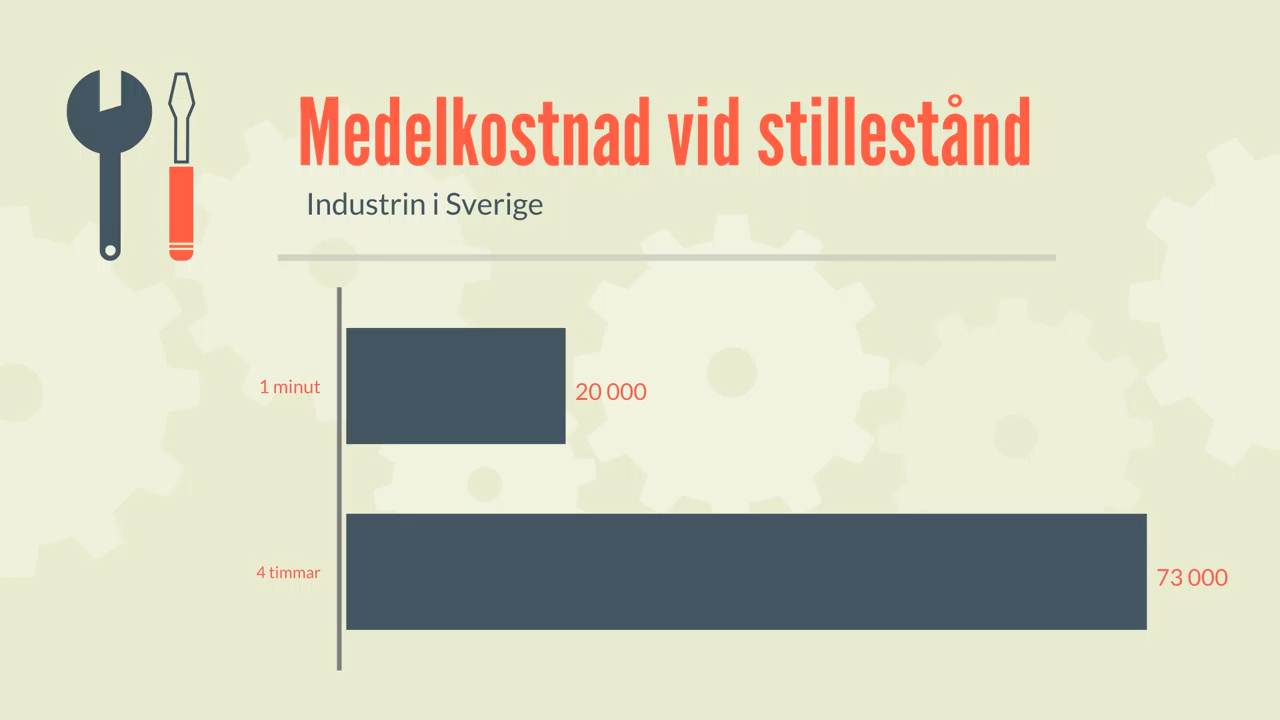 Medelkostnad vid stillestånd
Industrin i Sverige
1 minut
20 000
4 timmar
73 000